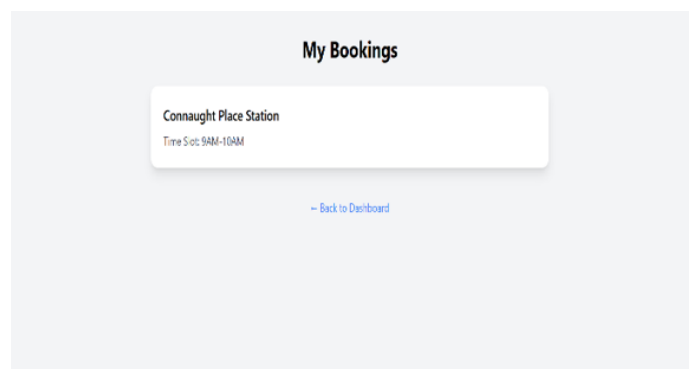 My Bookings
Connaught Place Station
Time Slot: 9AM-10AM
← Back to Dashboard